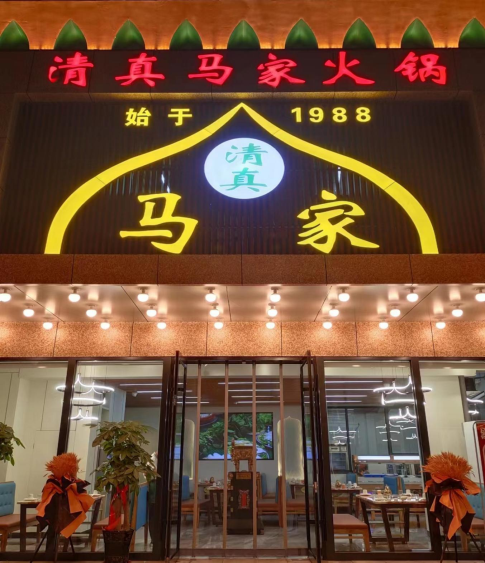 清真马家火锅
始于 1988
清真
马 家